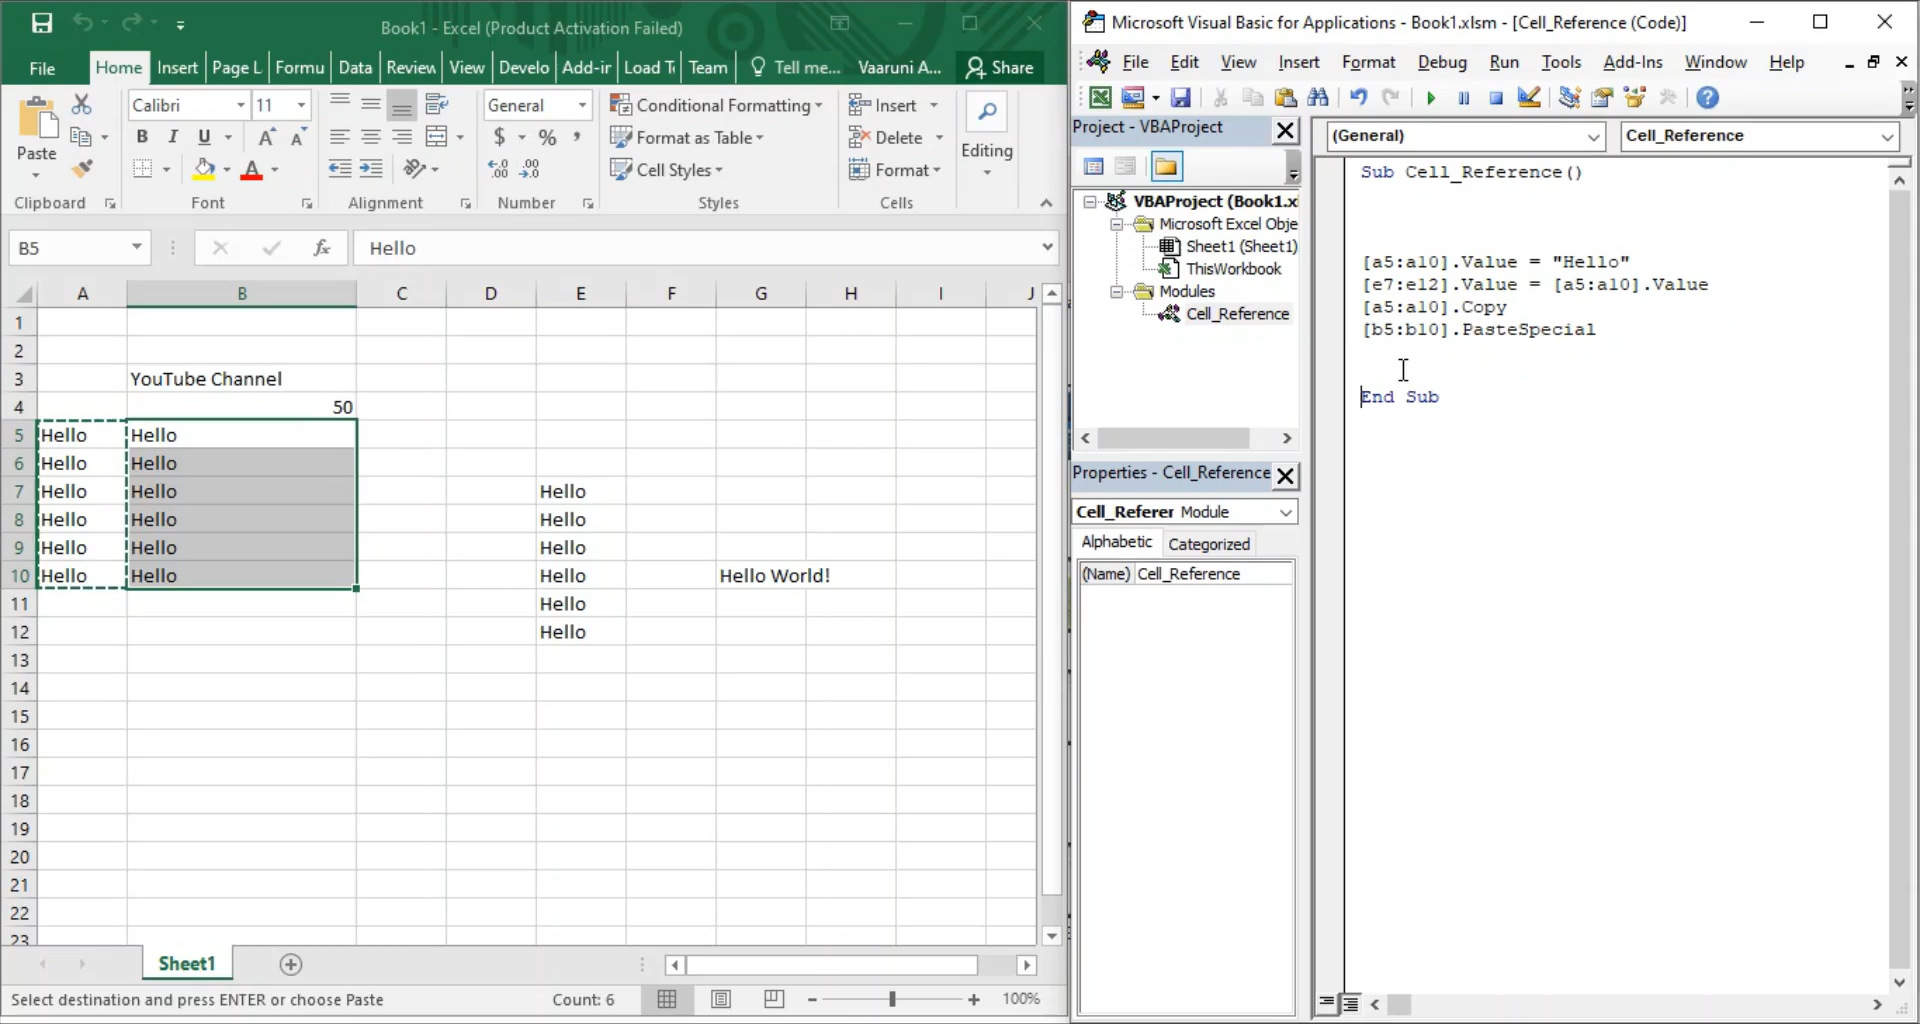 Book1 - Excel (Product Activation Failed)
File Home Insert Page L Formu Data Review View Develo Add-ir Load T Team Tell me... Vaaruni A... Share
Paste
Calibri 11
B I U A A
A
General
$ % ,
Conditional Formatting
Format as Table
Cell Styles
Insert
Delete
Format
Editing
Clipboard Font Alignment Number Styles Cells
B5 fx Hello
A B C D E F G H I J
1
2
3 YouTube Channel
4 50
5 Hello Hello
6 Hello Hello
7 Hello Hello Hello
8 Hello Hello Hello
9 Hello Hello Hello
10 Hello Hello Hello Hello World!
11 Hello
12 Hello
13
14
15
16
17
18
19
20
21
22
23
Sheet1
Select destination and press ENTER or choose Paste Count: 6 100%
Microsoft Visual Basic for Applications - Book1.xlsm - [Cell_Reference (Code)]
File Edit View Insert Format Debug Run Tools Add-Ins Window Help
Project - VBAProject
VBAProject (Book1.x
Microsoft Excel Obje
Sheet1 (Sheet1)
ThisWorkbook
Modules
Cell_Reference
Properties - Cell_Reference
Cell_Referer Module
Alphabetic Categorized
(Name) Cell_Reference
(General) Cell_Reference
Sub Cell_Reference()
[a5:a10].Value = "Hello"
[e7:e12].Value = [a5:a10].Value
[a5:a10].Copy
[b5:b10].PasteSpecial
End Sub